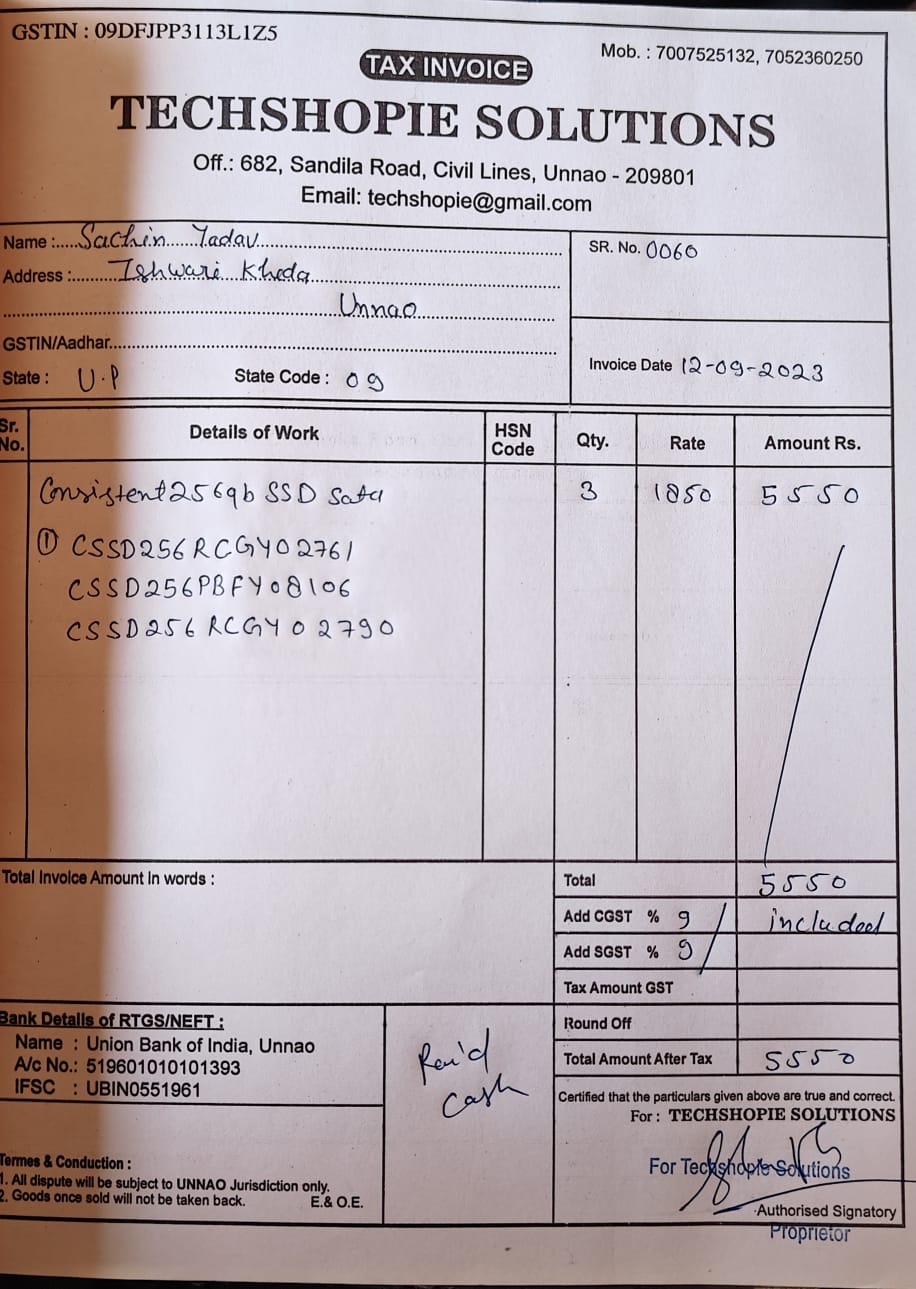 GSTIN : 09DFJPP3113L1Z5
Mob. : 7007525132, 7052360250
TAX INVOICE
TECHSHOPIE SOLUTIONS
Off.: 682, Sandila Road, Civil Lines, Unnao - 209801
Email: techshopie@gmail.com
Name :.....Sachin Yadav
SR. No. 0060
Address :.........Ishwari Kheda
Unnao
GSTIN/Aadhar
Invoice Date 12-09-2023
State : U.P State Code : 09
Sr. No. Details of Work HSN Code Qty. Rate Amount Rs.
Consistent 256gb SSD Sata 3 1850 5550
① CSSD256RCGY02761
CSSD256PBFY08106
CSSD256RCGY02790
Total Invoice Amount in words :
Total 5550
Add CGST % 9 included
Add SGST % 9
Tax Amount GST
Round Off
Total Amount After Tax 5550
Bank Details of RTGS/NEFT :
Name : Union Bank of India, Unnao
A/c No.: 519601010101393
IFSC : UBIN0551961
Rev'd
Cash
Certified that the particulars given above are true and correct.
For : TECHSHOPIE SOLUTIONS
For Techshopie Solutions
Authorised Signatory
Proprietor
Termes & Condition :
1. All dispute will be subject to UNNAO Jurisdiction only.
2. Goods once sold will not be taken back. E.& O.E.